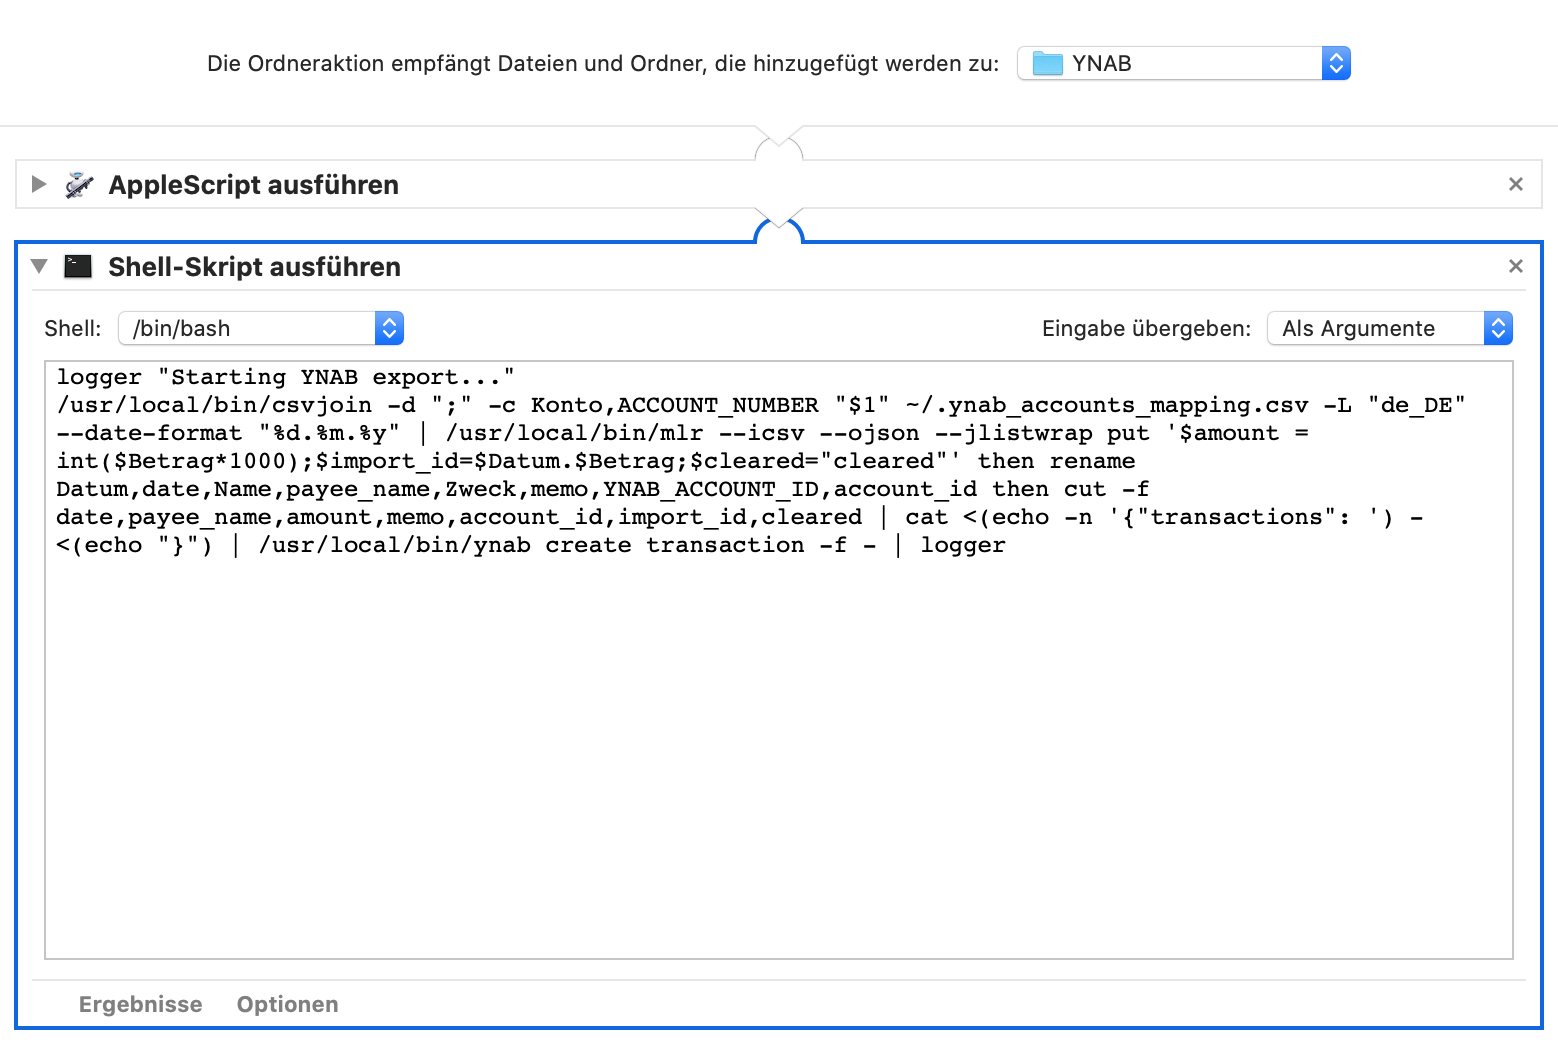 Die Ordneraktion empfängt Dateien und Ordner, die hinzugefügt werden zu: YNAB
AppleScript ausführen
Shell-Skript ausführen
Shell: /bin/bash Eingabe übergeben: Als Argumente
logger "Starting YNAB export..."
/usr/local/bin/csvjoin -d ";" -c Konto,ACCOUNT_NUMBER "$1" ~/.ynab_accounts_mapping.csv -L "de_DE"
--date-format "%d.%m.%y" | /usr/local/bin/mlr --icsv --ojson --jlistwrap put '$amount =
int($Betrag*1000);$import_id=$Datum.$Betrag;$cleared="cleared"' then rename
Datum,date,Name,payee_name,Zweck,memo,YNAB_ACCOUNT_ID,account_id then cut -f
date,payee_name,amount,memo,account_id,import_id,cleared | cat <(echo -n '{"transactions": ') -
<(echo "}") | /usr/local/bin/ynab create transaction -f - | logger
Ergebnisse Optionen